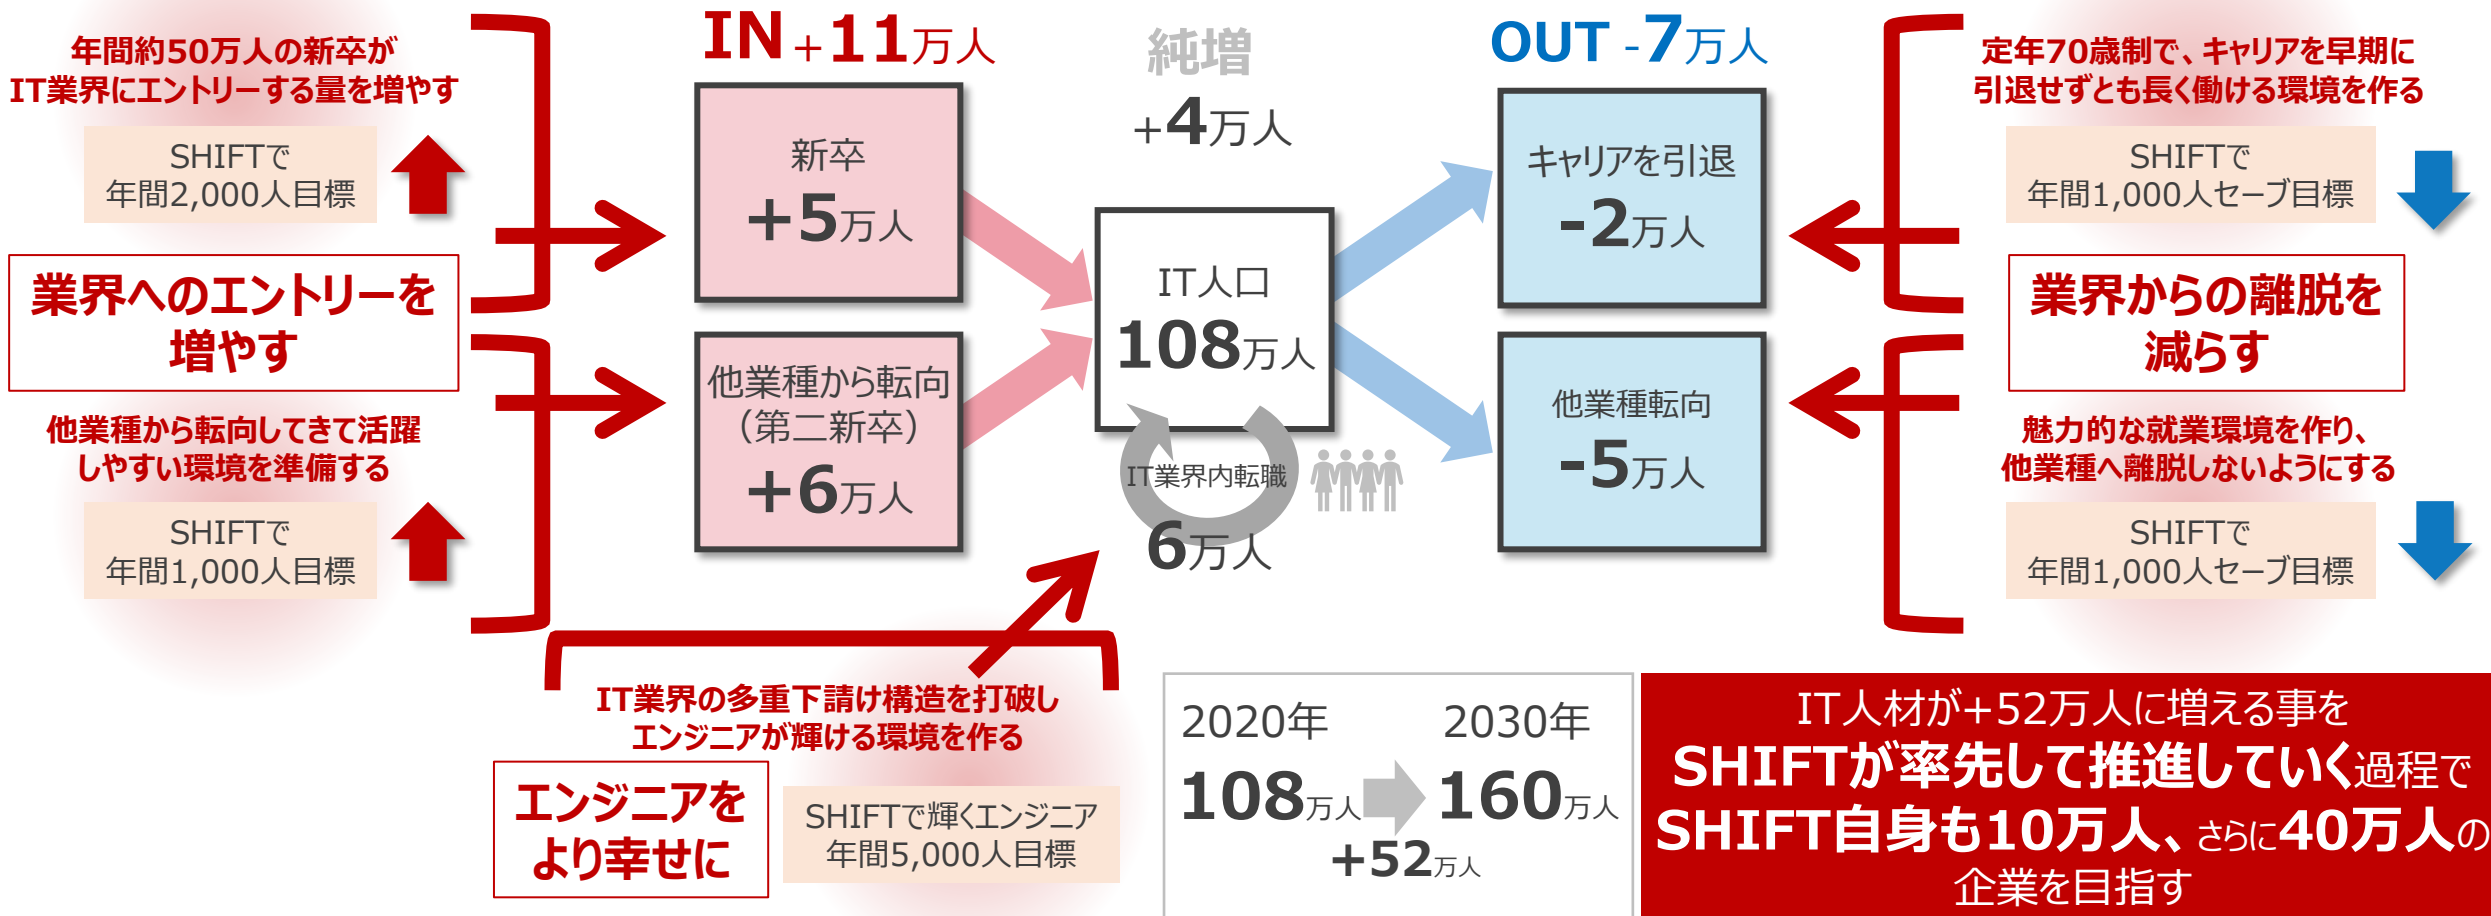 年間約50万人の新卒が
IT業界にエントリーする量を増やす
SHIFTで
年間2,000人目標
業界へのエントリーを
増やす
他業種から転向してきて活躍
しやすい環境を準備する
SHIFTで
年間1,000人目標
IN +11万人
新卒
+5万人
他業種から転向
（第二新卒）
+6万人
純増
+4万人
IT人口
108万人
IT業界内転職
6万人
OUT -7万人
キャリアを引退
-2万人
他業種転向
-5万人
定年70歳制で、キャリアを早期に
引退せずとも長く働ける環境を作る
SHIFTで
年間1,000人セーブ目標
業界からの離脱を
減らす
魅力的な就業環境を作り、
他業種へ離脱しないようにする
SHIFTで
年間1,000人セーブ目標
IT業界の多重下請け構造を打破し
エンジニアが輝ける環境を作る
エンジニアを
より幸せに
SHIFTで輝くエンジニア
年間5,000人目標
2020年 2030年
108万人 160万人
+52万人
IT人材が+52万人に増える事を
SHIFTが率先して推進していく過程で
SHIFT自身も10万人、さらに40万人の
企業を目指す